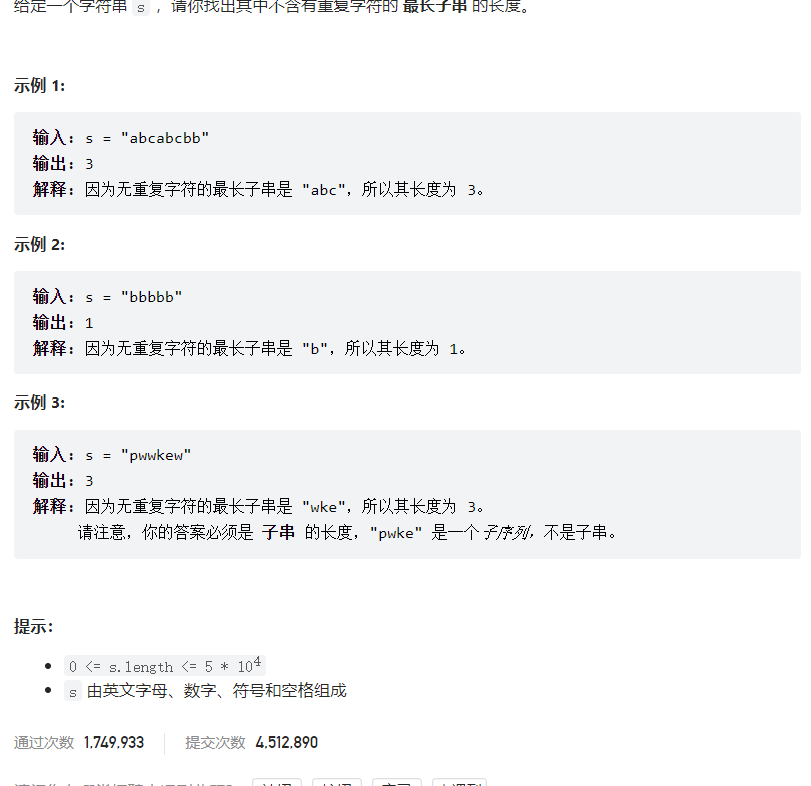 给定一个字符串 s ，请你找出其中不含有重复字符的 最长子串 的长度。
示例 1:
输入: s = "abcabcbb"
输出: 3
解释: 因为无重复字符的最长子串是 "abc"，所以其长度为 3。
示例 2:
输入: s = "bbbbb"
输出: 1
解释: 因为无重复字符的最长子串是 "b"，所以其长度为 1。
示例 3:
输入: s = "pwwkew"
输出: 3
解释: 因为无重复字符的最长子串是 "wke"，所以其长度为 3。
请注意，你的答案必须是 子串 的长度，"pwke" 是一个子序列，不是子串。
提示：
0 <= s.length <= 5 * 10⁴
s 由英文字母、数字、符号和空格组成
通过次数 1,749,933 提交次数 4,512,890